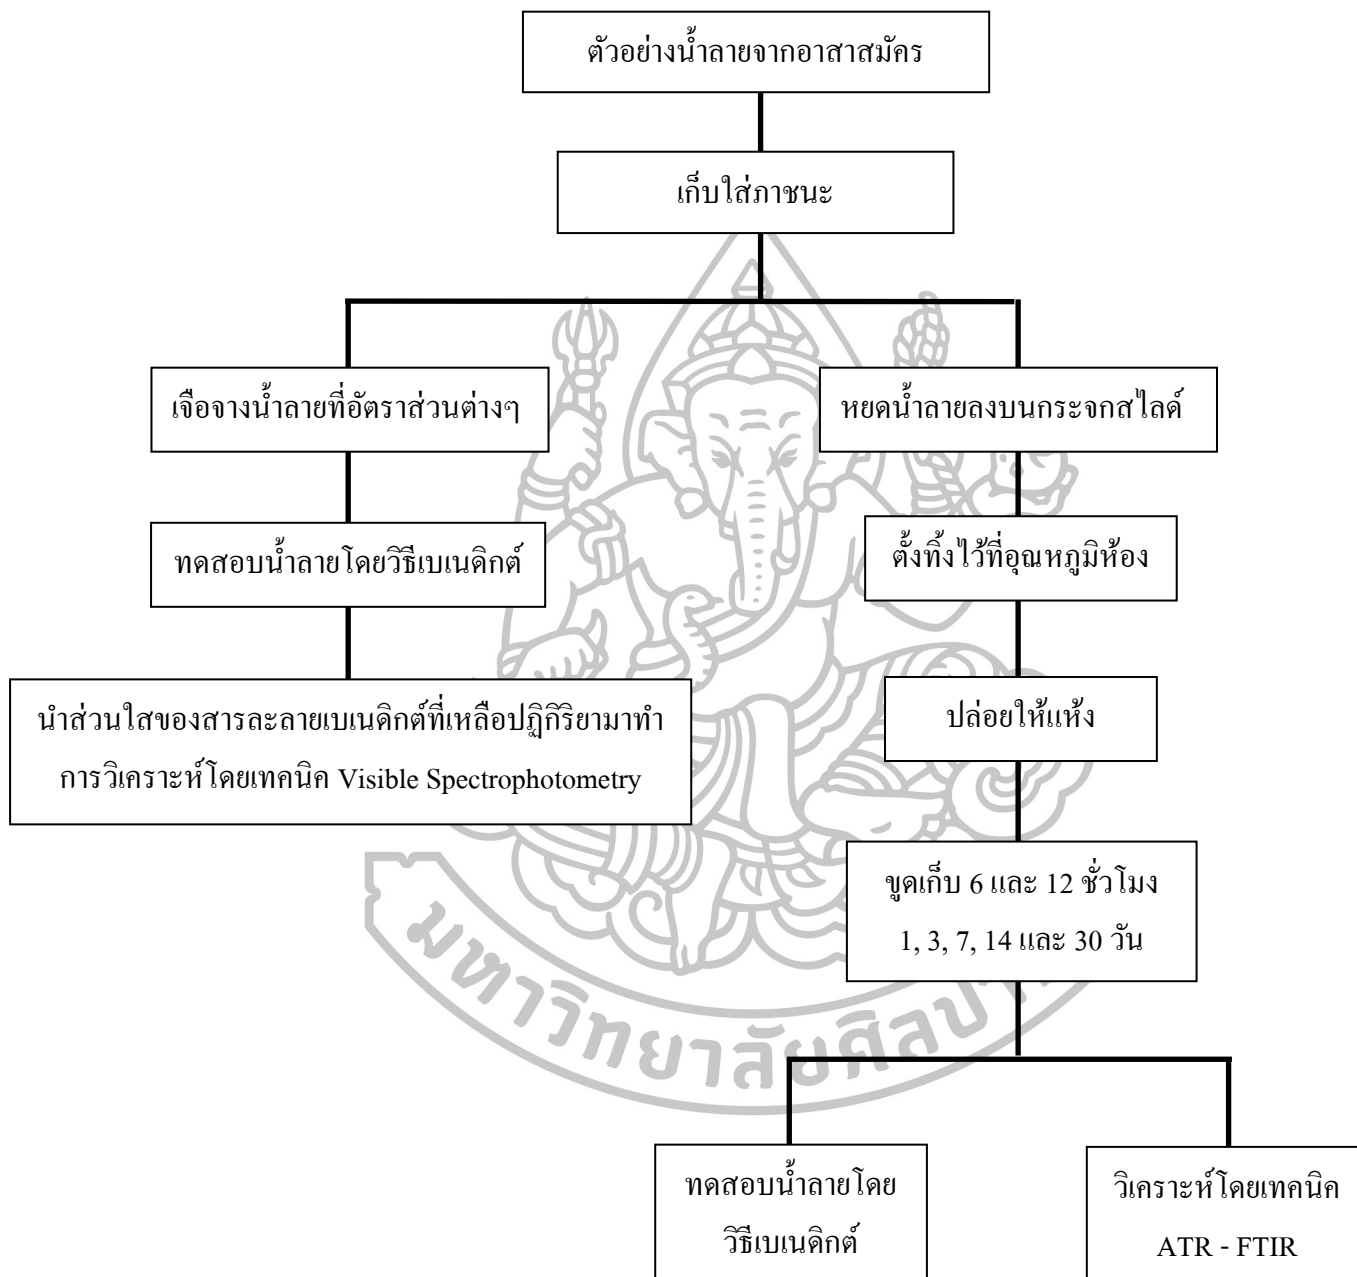 ตัวอย่างน้ำลายจากอาสาสมัคร
เก็บใส่ภาชนะ
เจือจางน้ำลายที่อัตราส่วนต่างๆ
หยดน้ำลายลงบนกระจกสไลด์
ทดสอบน้ำลายโดยวิธีเบเนดิกต์
ตั้งทิ้งไว้ที่อุณหภูมิห้อง
นำส่วนใสของสารละลายเบเนดิกต์ที่เหลือปฏิกิริยามาทำ
การวิเคราะห์โดยเทคนิค Visible Spectrophotometry
ปล่อยให้แห้ง
ขูดเก็บ 6 และ 12 ชั่วโมง
1, 3, 7, 14 และ 30 วัน
มหาวิทยาลัยศิลป
ทดสอบน้ำลายโดย
วิธีเบเนดิกต์
วิเคราะห์โดยเทคนิค
ATR - FTIR